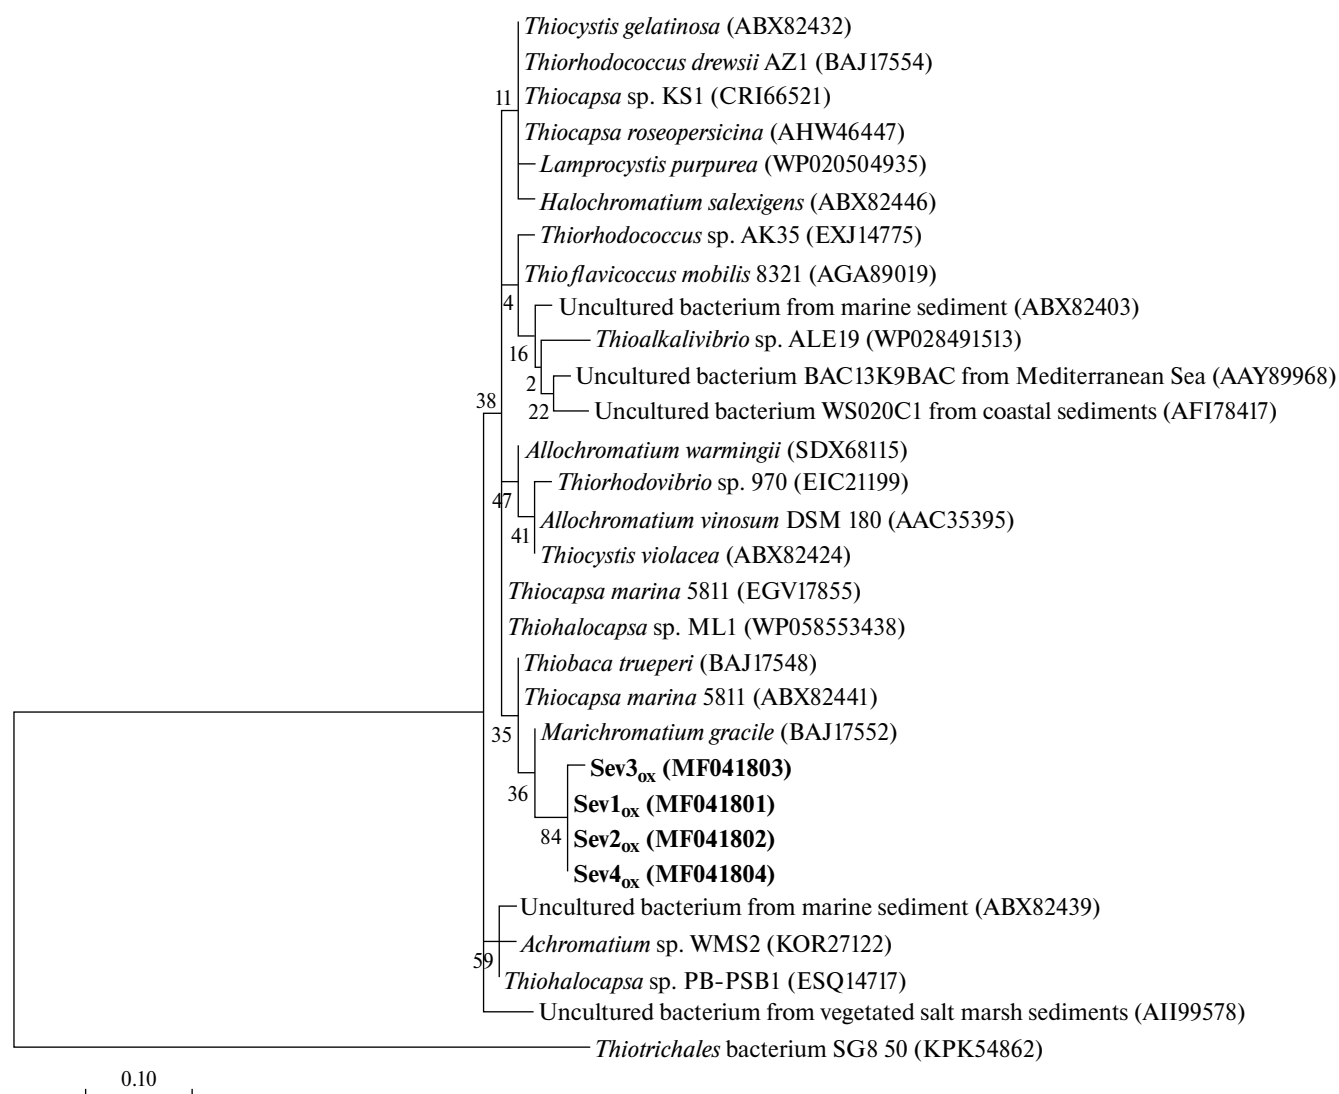 Thiocystis gelatinosa (ABX82432)
Thiorhodococcus drewsii AZ1 (BAJ17554)
11 Thiocapsa sp. KS1 (CRI66521)
Thiocapsa roseopersicina (AHW46447)
Lamprocystis purpurea (WP020504935)
Halochromatium salexigens (ABX82446)
Thiorhodococcus sp. AK35 (EXJ14775)
Thioflavicoccus mobilis 8321 (AGA89019)
4 Uncultured bacterium from marine sediment (ABX82403)
Thioalkalivibrio sp. ALE19 (WP028491513)
16
2 Uncultured bacterium BAC13K9BAC from Mediterranean Sea (AAY89968)
38
22 Uncultured bacterium WS020C1 from coastal sediments (AFI78417)
Allochromatium warmingii (SDX68115)
Thiorhodovibrio sp. 970 (EIC21199)
47
Allochromatium vinosum DSM 180 (AAC35395)
41
Thiocystis violacea (ABX82424)
Thiocapsa marina 5811 (EGV17855)
Thiohalocapsa sp. ML1 (WP058553438)
Thiobaca trueperi (BAJ17548)
Thiocapsa marina 5811 (ABX82441)
35 Marichromatium gracile (BAJ17552)
Sev3ox (MF041803)
36
Sev1ox (MF041801)
84 Sev2ox (MF041802)
Sev4ox (MF041804)
Uncultured bacterium from marine sediment (ABX82439)
Achromatium sp. WMS2 (KOR27122)
59
Thiohalocapsa sp. PB-PSB1 (ESQ14717)
Uncultured bacterium from vegetated salt marsh sediments (AII99578)
Thiotrichales bacterium SG8 50 (KPK54862)
0.10